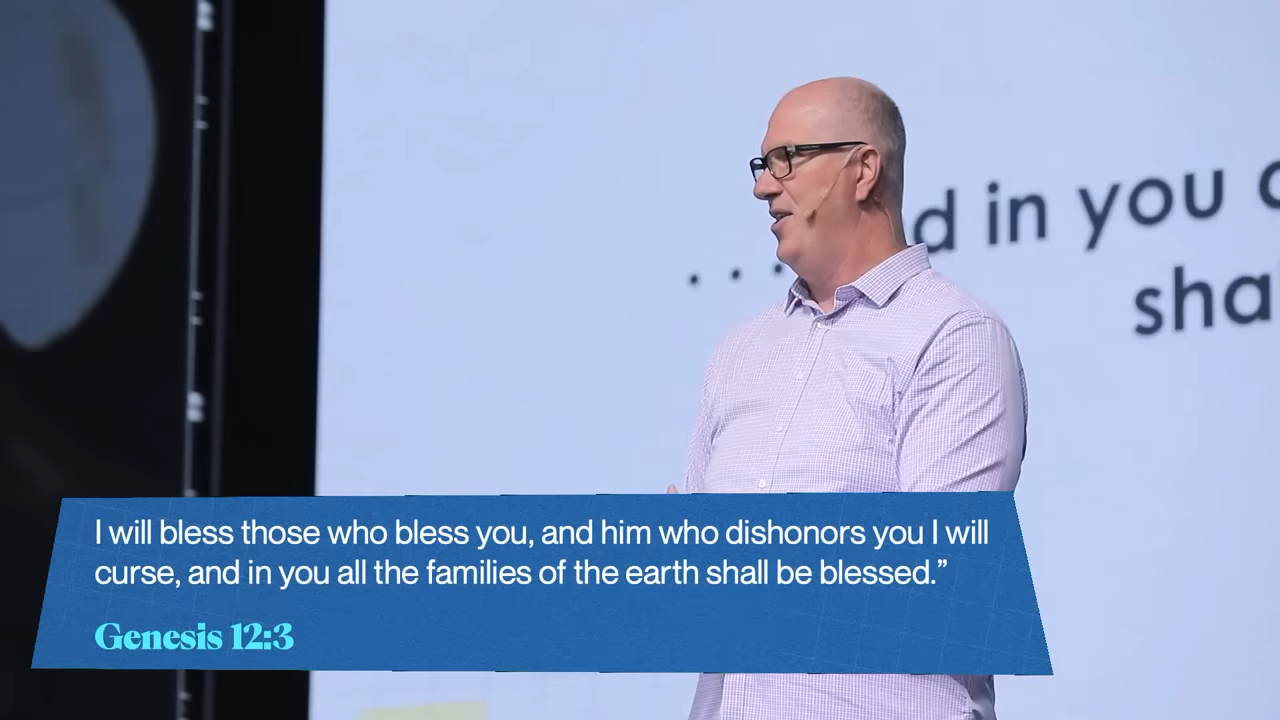 . . . d in you
sha
I will bless those who bless you, and him who dishonors you I will
curse, and in you all the families of the earth shall be blessed.”
Genesis 12:3